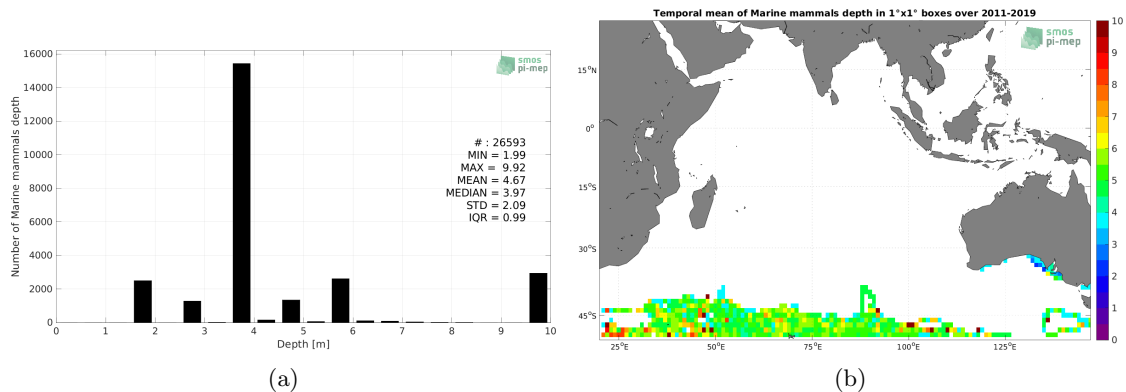 Temporal mean of Marine mammals depth in 1°x1° boxes over 2011-2019
16000
14000
12000
10000
8000
6000
4000
2000
0
Number of Marine mammals depth
smos
pi-mep
# : 26593
MIN = 1.99
MAX = 9.92
MEAN = 4.67
MEDIAN = 3.97
STD = 2.09
IQR = 0.99
0 1 2 3 4 5 6 7 8 9 10
Depth [m]
(a)
smos
pi-mep
15°N
0°
15°S
30°S
45°S
25°E 50°E 75°E 100°E 125°E
10
9
8
7
6
5
4
3
2
1
0
(b)